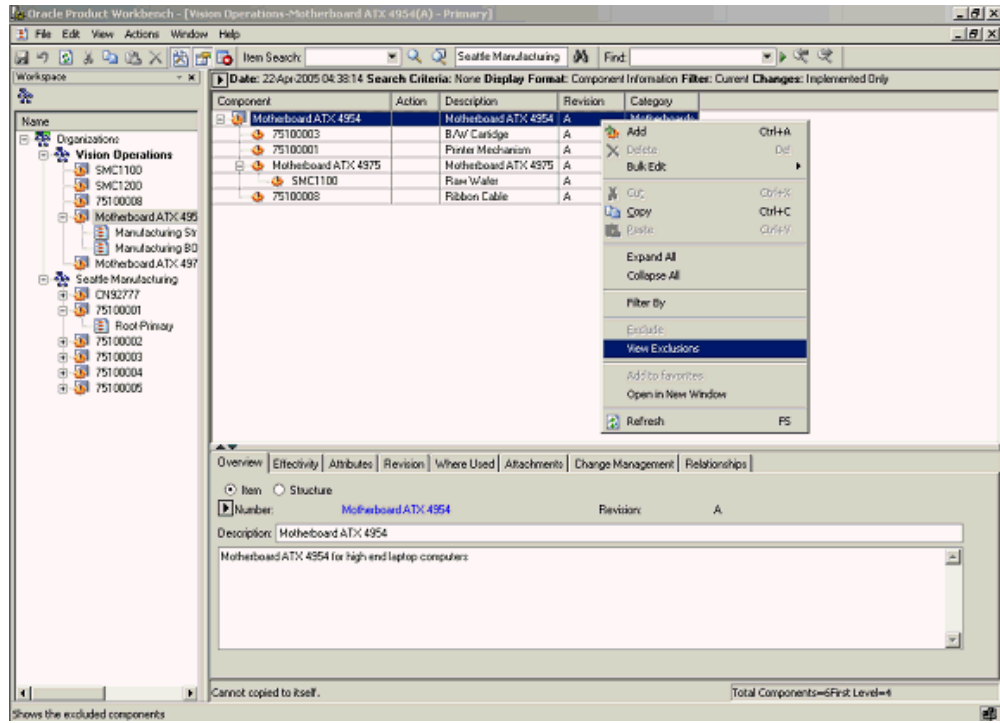 Oracle Product Workbench - [Vision Operations-Motherboard ATX 4954(A) - Primary]
File Edit View Actions Window Help
Item Search: Seattle Manufacturing Find:
Workspace
Date: 22-Apr-2005 04:38:14 Search Criteria: None Display Format: Component Information Filter: Current Changes: Implemented Only
Name
Organizations
Vision Operations
SMC1100
SMC1200
75100008
Motherboard ATX 495
Manufacturing Str
Manufacturing BO
Motherboard ATX 497
Seattle Manufacturing
CN92777
75100001
Root-Primary
75100002
75100003
75100004
75100005
Component Action Description Revision Category
Motherboard ATX 4954 Motherboard ATX 4954 A Motherboards
75100003 B/W Cartidge A
75100001 Printer Mechanism A
Motherboard ATX 4975 Motherboard ATX 4975 A
SMC1100 Raw Wafer A
75100008 Ribbon Cable A
Add Ctrl+A
Delete Del
Bulk Edit
Cut Ctrl+X
Copy Ctrl+C
Paste Ctrl+V
Expand All
Collapse All
Filter By
Exclude
View Exclusions
Add to favorites
Open in New Window
Refresh F5
Overview Effectivity Attributes Revision Where Used Attachments Change Management Relationships
Item Structure
Number: Motherboard ATX 4954 Revision: A
Description: Motherboard ATX 4954
Motherboard ATX 4954 for high end laptop computers
Cannot copied to itself. Total Components=6First Level=4
Shows the excluded components